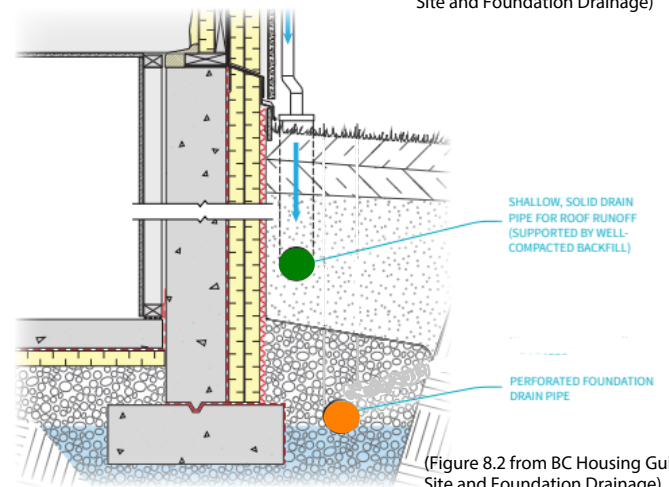 Site and Foundation Drainage)
SHALLOW, SOLID DRAIN
PIPE FOR ROOF RUNOFF
(SUPPORTED BY WELL-
COMPACTED BACKFILL)
PERFORATED FOUNDATION
DRAIN PIPE
(Figure 8.2 from BC Housing
Site and Foundation Drainage)